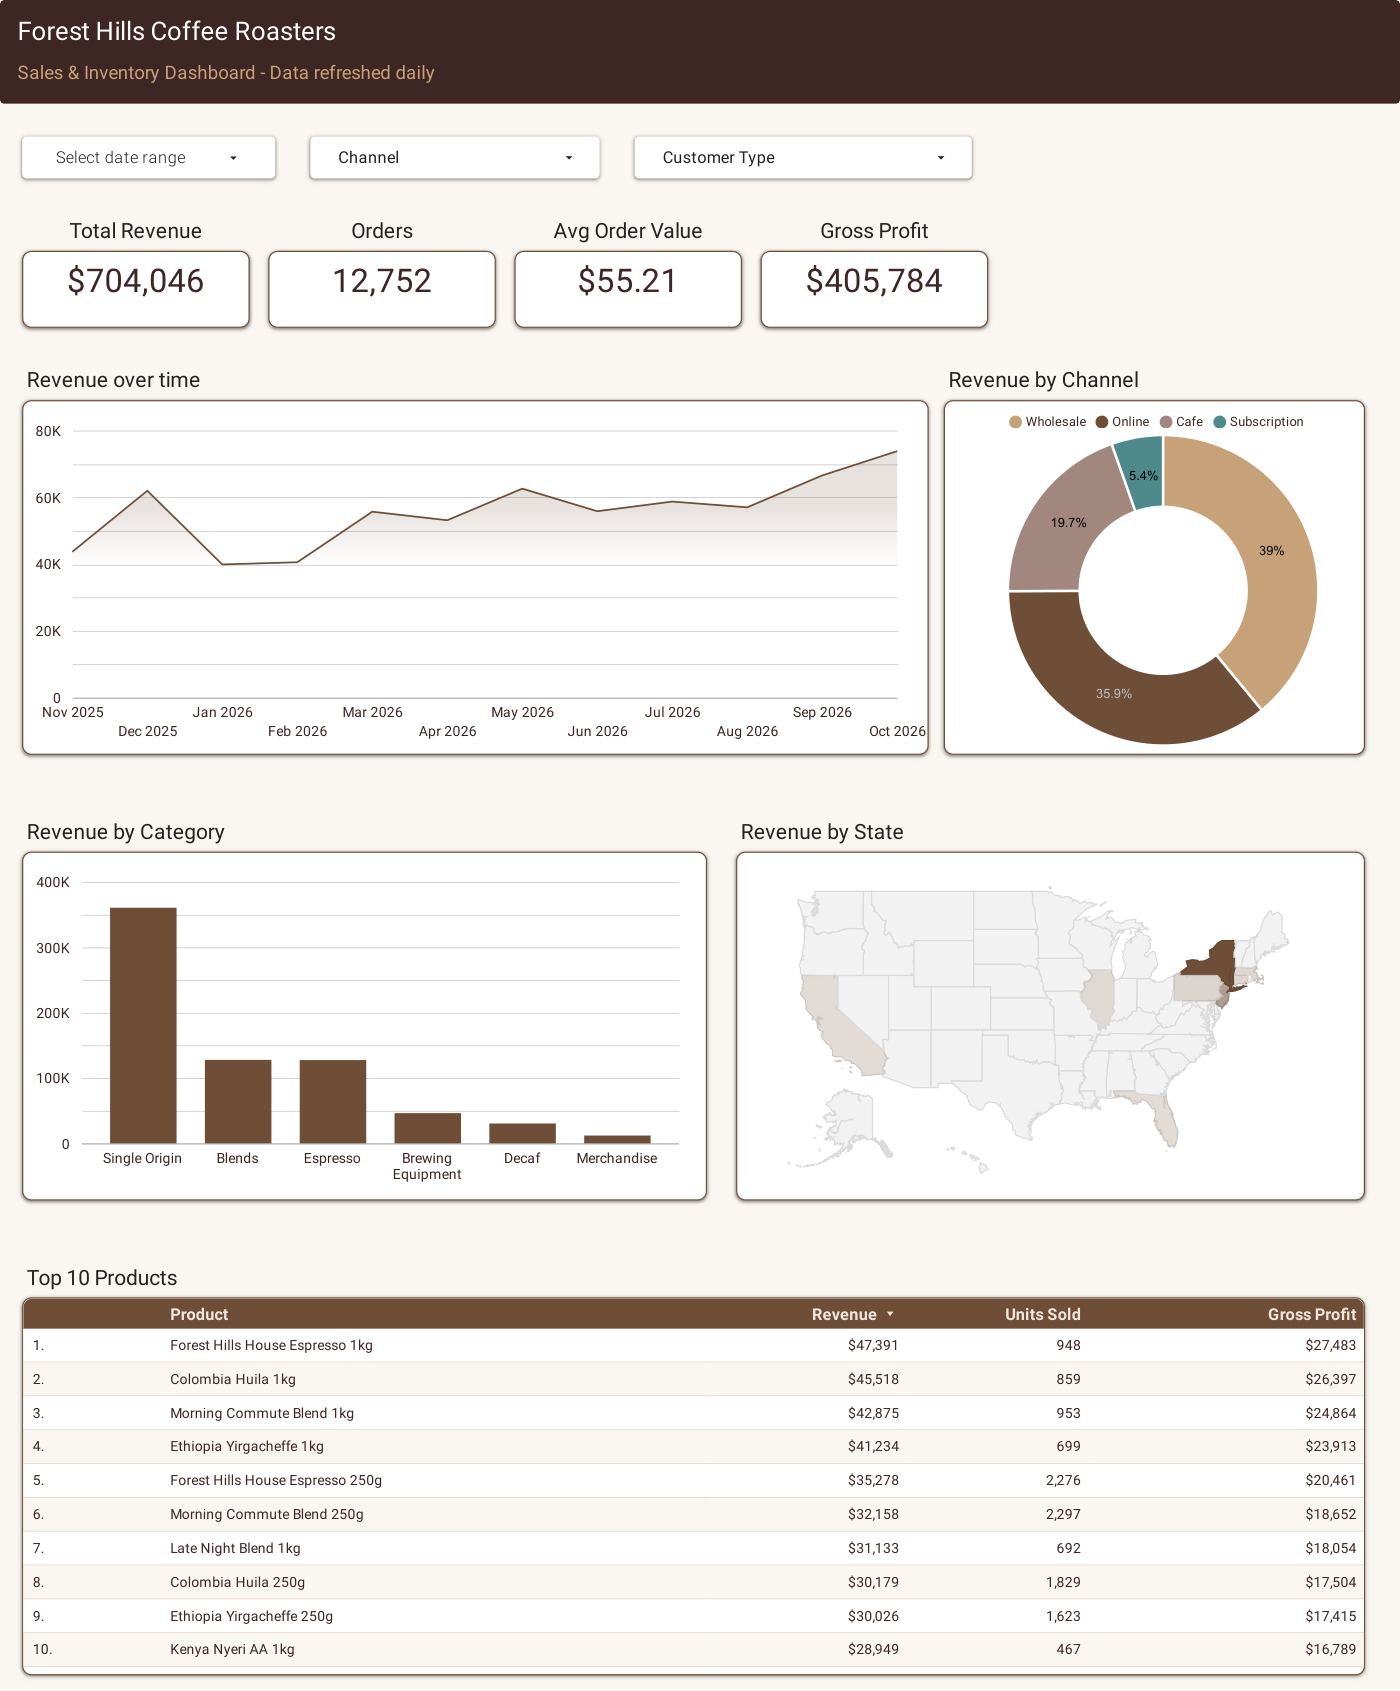 Forest Hills Coffee Roasters
Sales & Inventory Dashboard - Data refreshed daily
Select date range
Channel
Customer Type
Total Revenue
$704,046
Orders
12,752
Avg Order Value
$55.21
Gross Profit
$405,784
Revenue over time
80K
60K
40K
20K
0
Nov 2025
Dec 2025
Jan 2026
Feb 2026
Mar 2026
Apr 2026
May 2026
Jun 2026
Jul 2026
Aug 2026
Sep 2026
Oct 2026
Revenue by Channel
Wholesale Online Cafe Subscription
5.4%
19.7%
39%
35.9%
Revenue by Category
400K
300K
200K
100K
0
Single Origin
Blends
Espresso
Brewing
Equipment
Decaf
Merchandise
Revenue by State
Top 10 Products
Product Revenue Units Sold Gross Profit
1. Forest Hills House Espresso 1kg $47,391 948 $27,483
2. Colombia Huila 1kg $45,518 859 $26,397
3. Morning Commute Blend 1kg $42,875 953 $24,864
4. Ethiopia Yirgacheffe 1kg $41,234 699 $23,913
5. Forest Hills House Espresso 250g $35,278 2,276 $20,461
6. Morning Commute Blend 250g $32,158 2,297 $18,652
7. Late Night Blend 1kg $31,133 692 $18,054
8. Colombia Huila 250g $30,179 1,829 $17,504
9. Ethiopia Yirgacheffe 250g $30,026 1,623 $17,415
10. Kenya Nyeri AA 1kg $28,949 467 $16,789